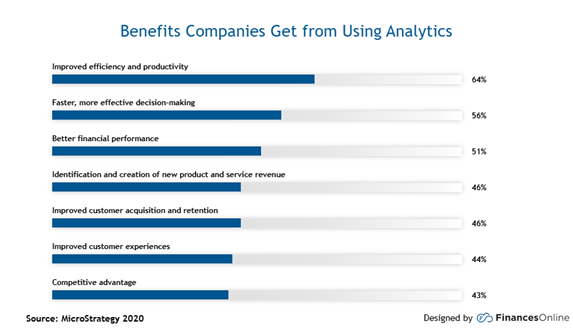 Benefits Companies Get from Using Analytics
Improved efficiency and productivity
64%
Faster, more effective decision-making
56%
Better financial performance
51%
Identification and creation of new product and service revenue
46%
Improved customer acquisition and retention
46%
Improved customer experiences
44%
Competitive advantage
43%
Source: MicroStrategy 2020
Designed by FinancesOnline